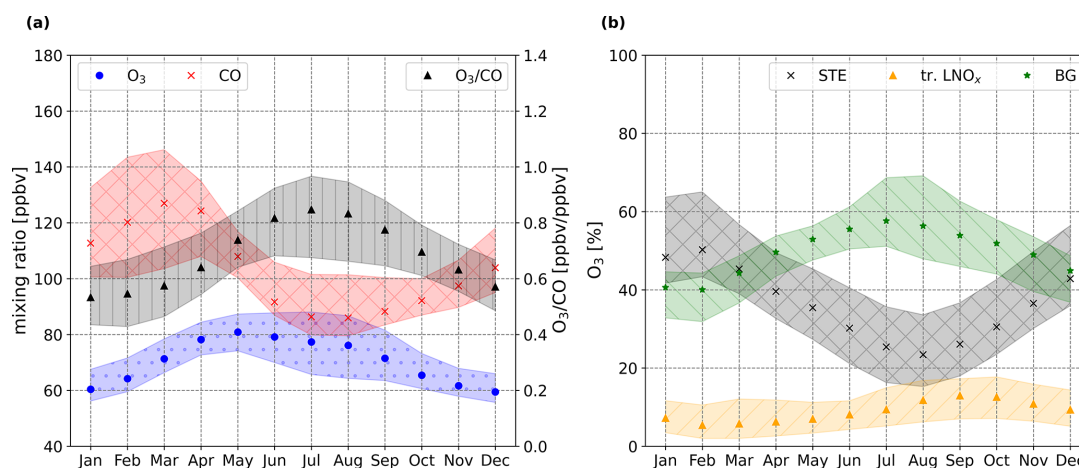 (a)
180
160
140
120
100
80
60
40
mixing ratio [ppbv]
O₃ CO O₃/CO
1.4
1.2
1.0
0.8
0.6
0.4
0.2
0.0
O₃/CO [ppbv/ppbv]
Jan Feb Mar Apr May Jun Jul Aug Sep Oct Nov Dec
(b)
100
80
60
40
20
0
O₃ [%]
STE tr. LNOₓ BG
Jan Feb Mar Apr May Jun Jul Aug Sep Oct Nov Dec